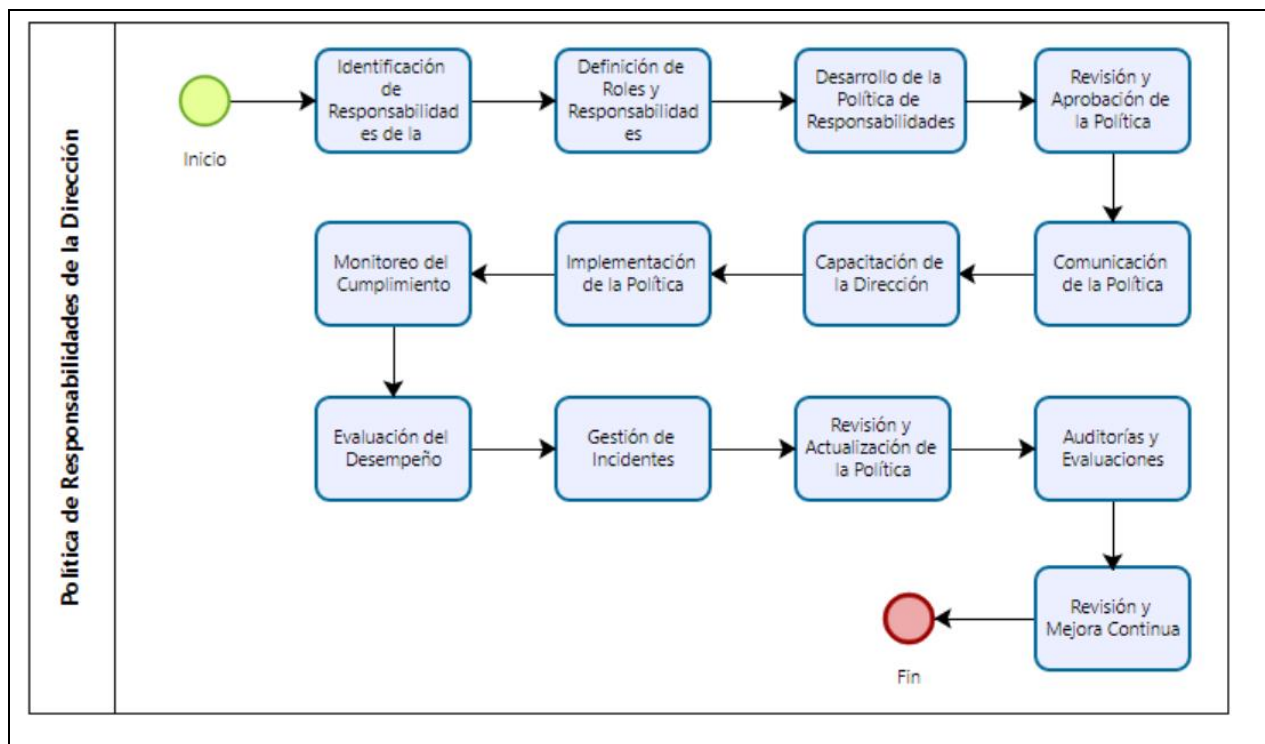 Política de Responsabilidades de la Dirección
Inicio
Identificación
de
Responsabilidad
es de la
Definición de
Roles y
Responsabilid
ades
Desarrollo de la
Política de
Responsabilidades
Revisión y
Aprobación de
la Política
Comunicación
de la Política
Capacitación de
la Dirección
Implementación
de la Política
Monitoreo del
Cumplimiento
Evaluación del
Desempeño
Gestión de
Incidentes
Revisión y
Actualización de
la Política
Auditorías y
Evaluaciones
Revisión y
Mejora Continua
Fin